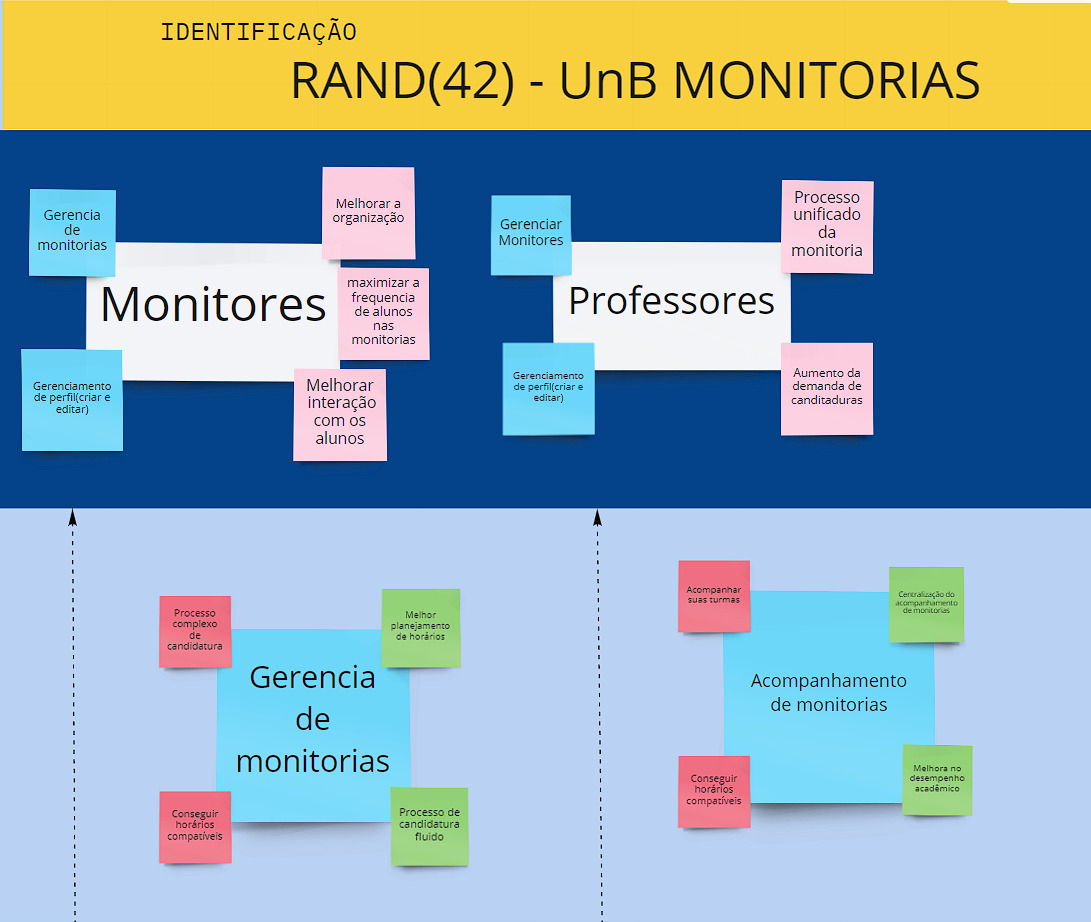 IDENTIFICAÇÃO
RAND(42) - UnB MONITORIAS
Gerencia
de
monitorias
Melhorar a
organização
Monitores
maximizar a
frequencia
de alunos
nas
monitorias
Gerenciamento
de perfil(criar e
editar)
Melhorar
interação
com os
alunos
Gerenciar
Monitores
Processo
unificado
da
monitoria
Professores
Gerenciamento
de perfil(criar e
editar)
Aumento da
demanda de
canditaduras
Processo
complexo
de
candidatura
Melhor
planejamento
de horários
Gerencia
de
monitorias
Conseguir
horários
compatíveis
Processo de
candidatura
fluido
Acompanhar
suas turmas
Centralização do
acompanhamento
de monitorias
Acompanhamento
de monitorias
Conseguir
horários
compatíveis
Melhora no
desempenho
acadêmico